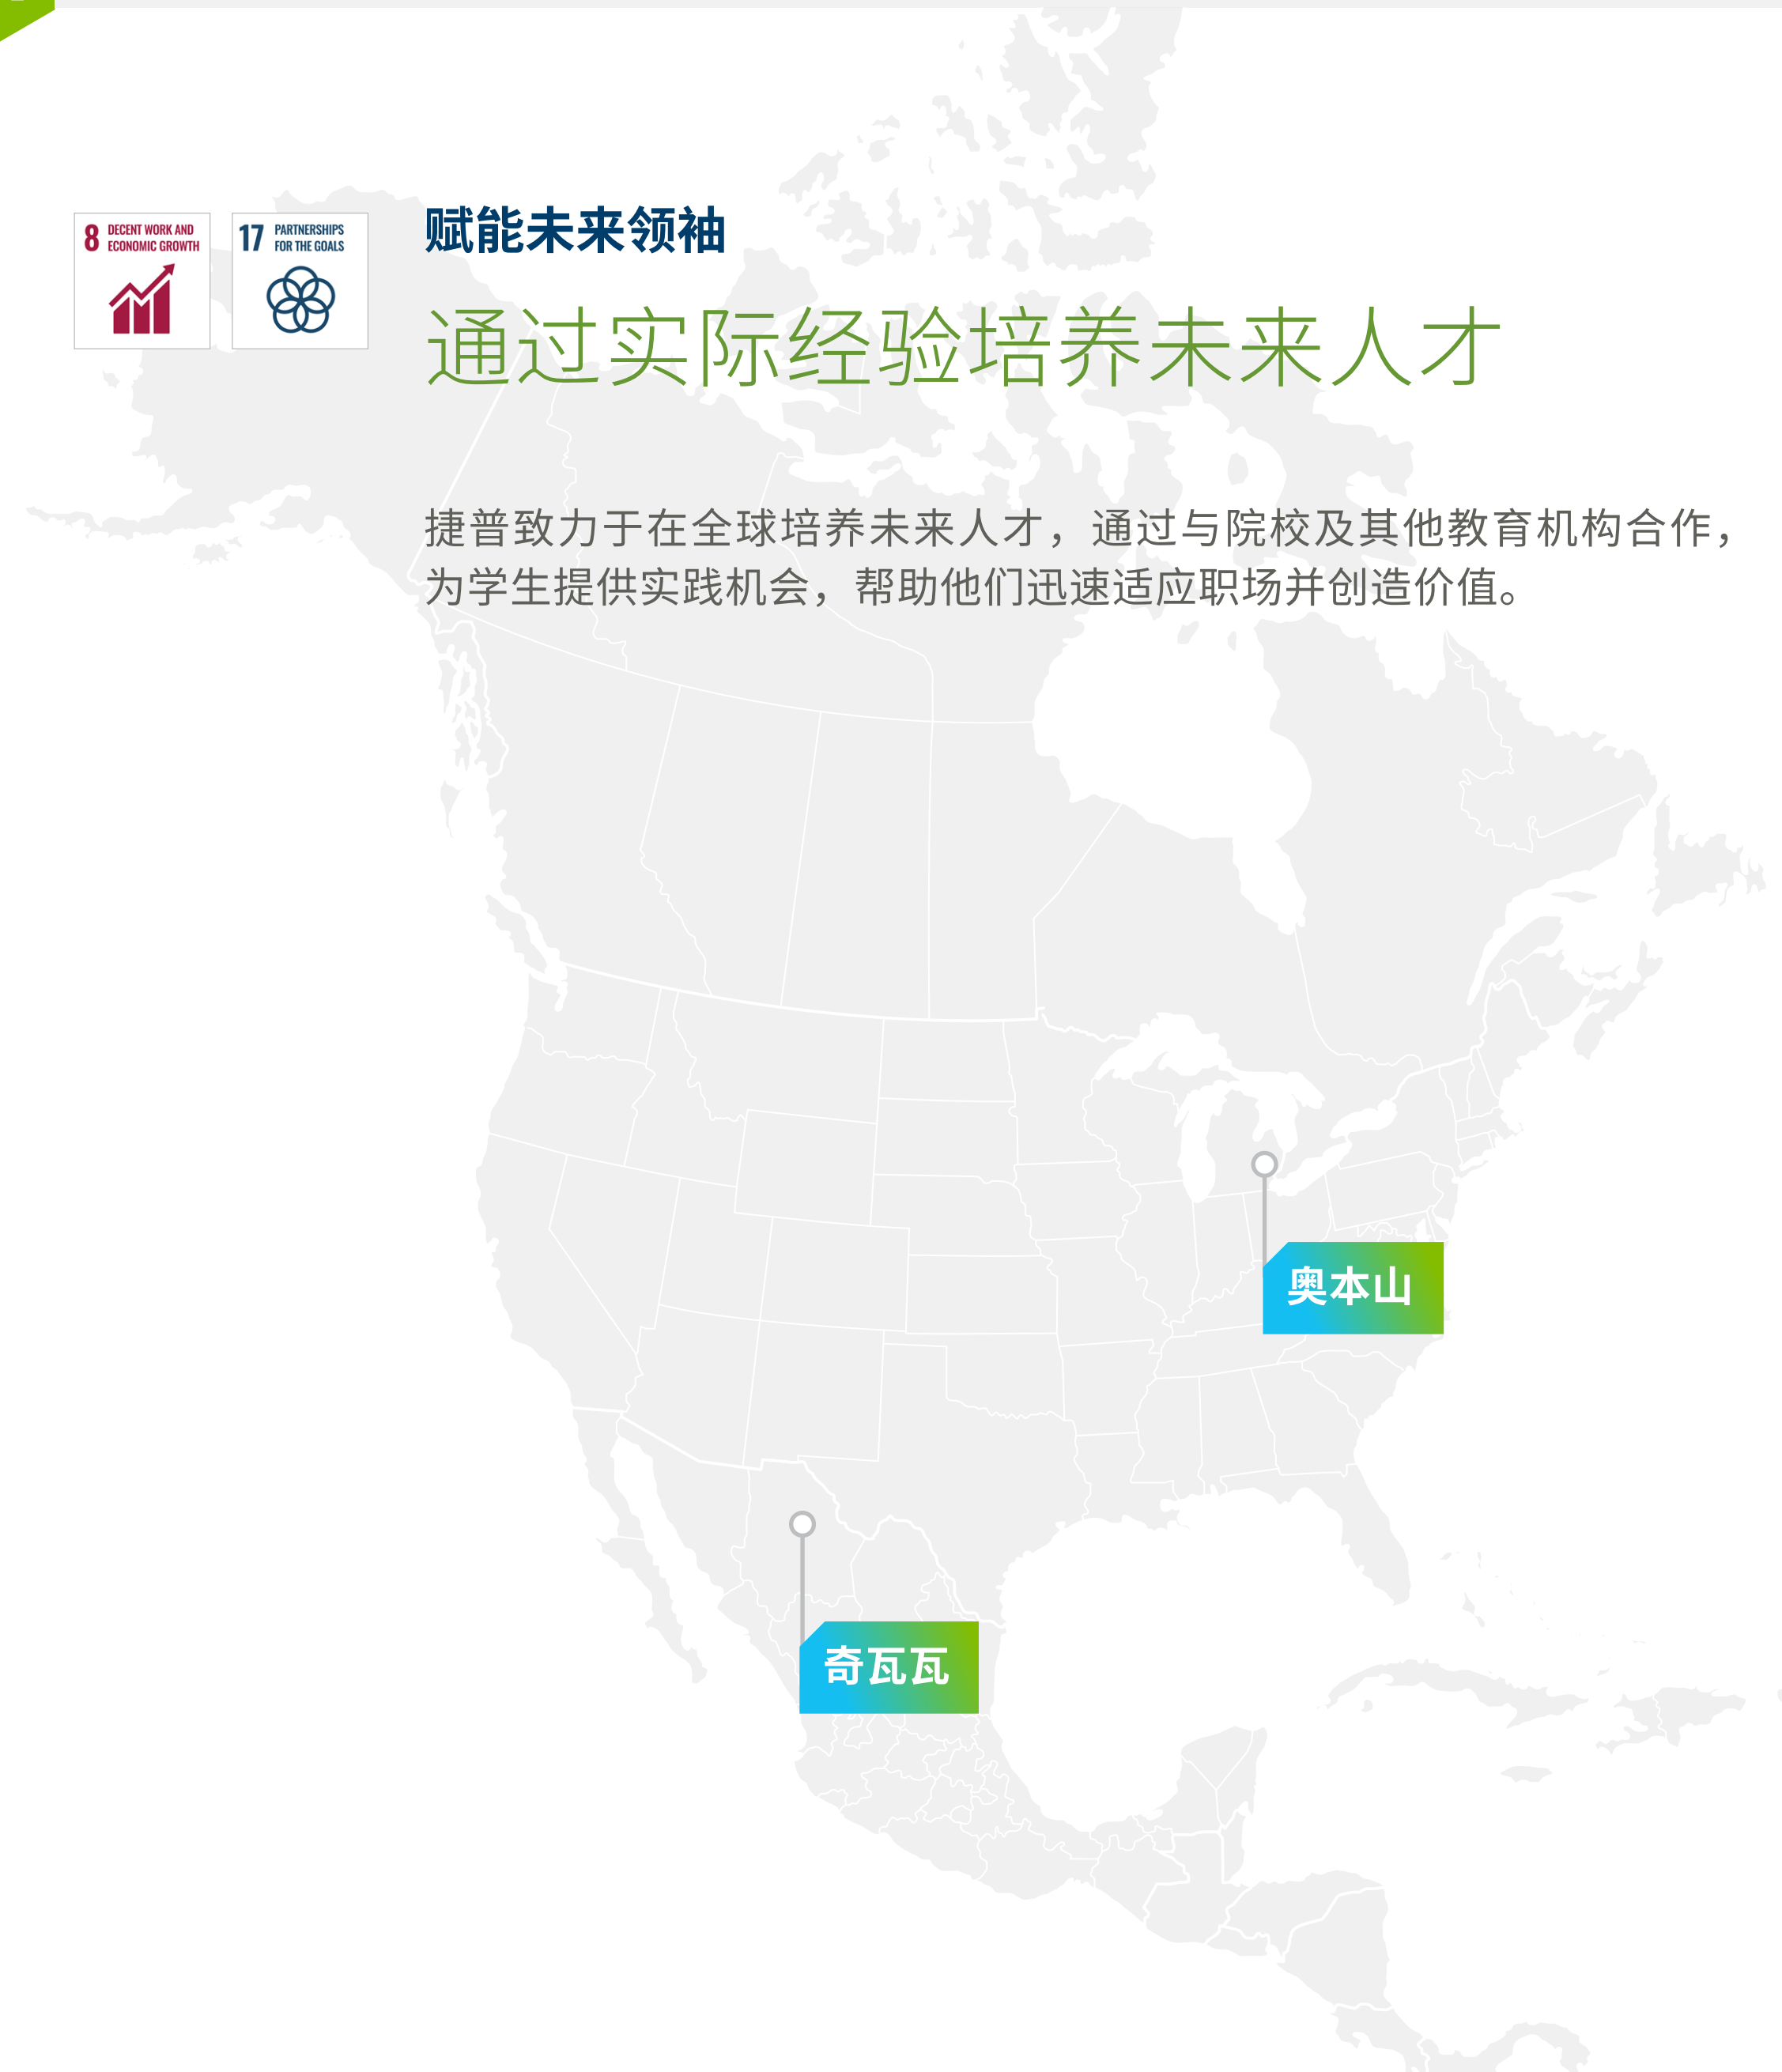 8 DECENT WORK AND
ECONOMIC GROWTH
17 PARTNERSHIPS
FOR THE GOALS
赋能未来领袖
通过实际经验培养未来人才
捷普致力于在全球培养未来人才，通过与院校及其他教育机构合作，
为学生提供实践机会，帮助他们迅速适应职场并创造价值。
奥本山
奇瓦瓦